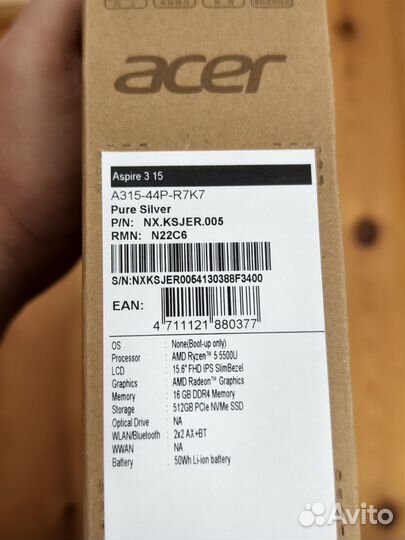 acer
Aspire 3 15
A315-44P-R7K7
Pure Silver
P/N: NX.KSJER.005
RMN: N22C6
S/N:NXKSJER0054130388F3400
EAN:
4 711121 880377
OS : None(Boot-up only)
Processor : AMD Ryzen™ 5 5500U
LCD : 15.6" FHD IPS SlimBezel
Graphics : AMD Radeon™ Graphics
Memory : 16 GB DDR4 Memory
Storage : 512GB PCIe NVMe SSD
Optical Drive : NA
WLAN/Bluetooth : 2x2 AX+BT
WWAN : NA
Battery : 50Wh Li-ion battery
Avito